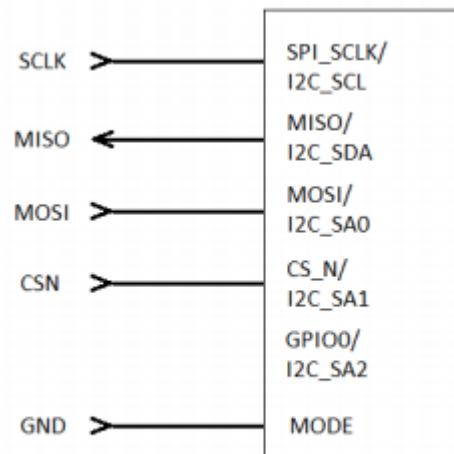 SCLK
SPI_SCLK/
I2C_SCL
MISO
MISO/
I2C_SDA
MOSI
MOSI/
I2C_SA0
CSN
CS_N/
I2C_SA1
GPIO0/
I2C_SA2
GND
MODE